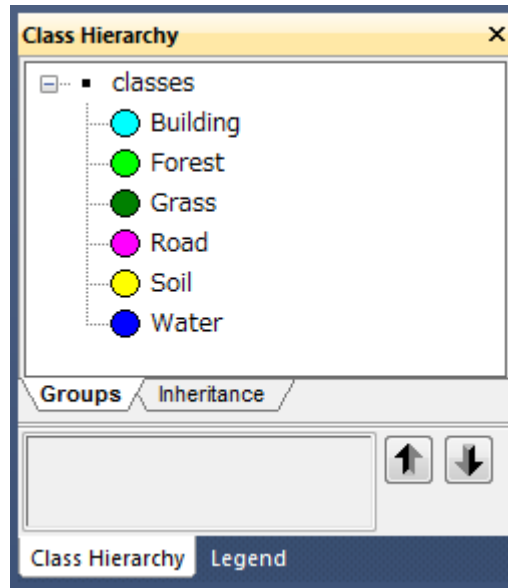 Class Hierarchy
classes
Building
Forest
Grass
Road
Soil
Water
Groups Inheritance
Class Hierarchy Legend